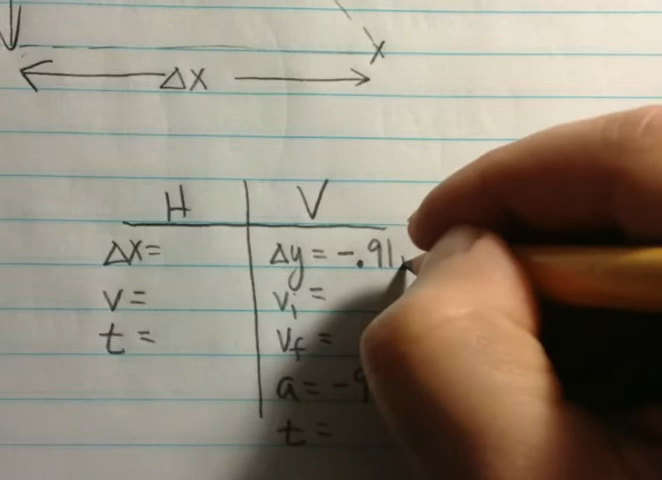 x
Δx
H V
Δx= Δy = -.91
v = vi =
t = vf =
a = -9
t =